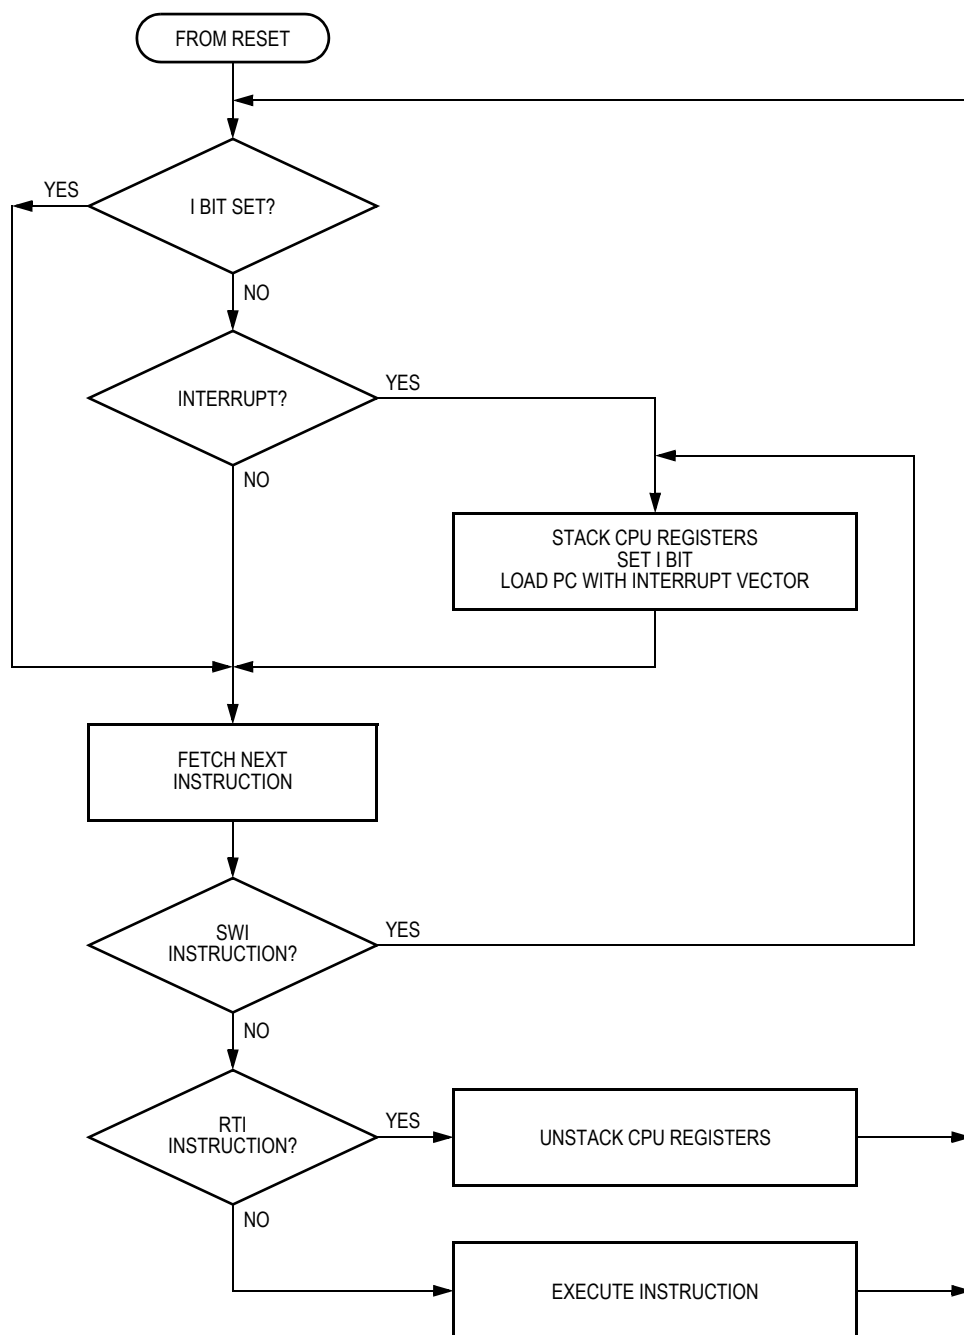 FROM RESET
YES
I BIT SET?
NO
INTERRUPT?
YES
NO
STACK CPU REGISTERS
SET I BIT
LOAD PC WITH INTERRUPT VECTOR
FETCH NEXT
INSTRUCTION
SWI
INSTRUCTION?
YES
NO
RTI
INSTRUCTION?
YES
UNSTACK CPU REGISTERS
NO
EXECUTE INSTRUCTION